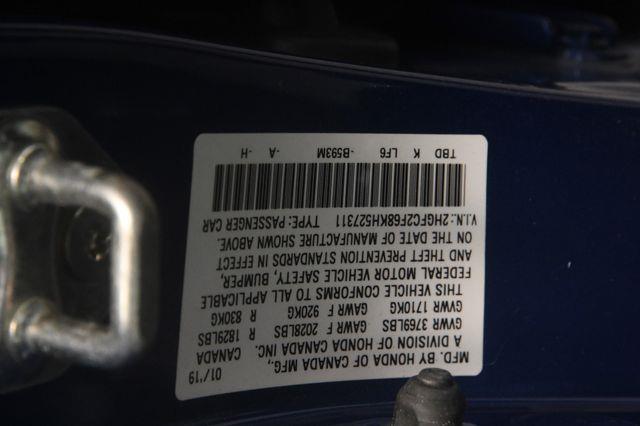 MFG. BY HONDA OF CANADA MFG., 01/'19
A DIVISION OF HONDA CANADA INC. CANADA
GVWR 3769LBS GAWR F 2028LBS R 1829LBS
GVWR 1710KG GAWR F 920KG R 830KG
THIS VEHICLE CONFORMS TO ALL APPLICABLE
FEDERAL MOTOR VEHICLE SAFETY, BUMPER,
AND THEFT PREVENTION STANDARDS IN EFFECT
ON THE DATE OF MANUFACTURE SHOWN ABOVE.
V.I.N.: 2HGFC2F68KH527311 TYPE: PASSENGER CAR
TBD K LF6 -B593M -A -H